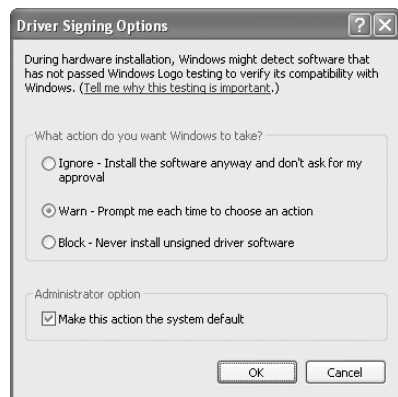 Driver Signing Options
During hardware installation, Windows might detect software that
has not passed Windows Logo testing to verify its compatibility with
Windows. (Tell me why this testing is important.)
What action do you want Windows to take?
Ignore - Install the software anyway and don't ask for my
approval
Warn - Prompt me each time to choose an action
Block - Never install unsigned driver software
Administrator option
Make this action the system default
OK
Cancel